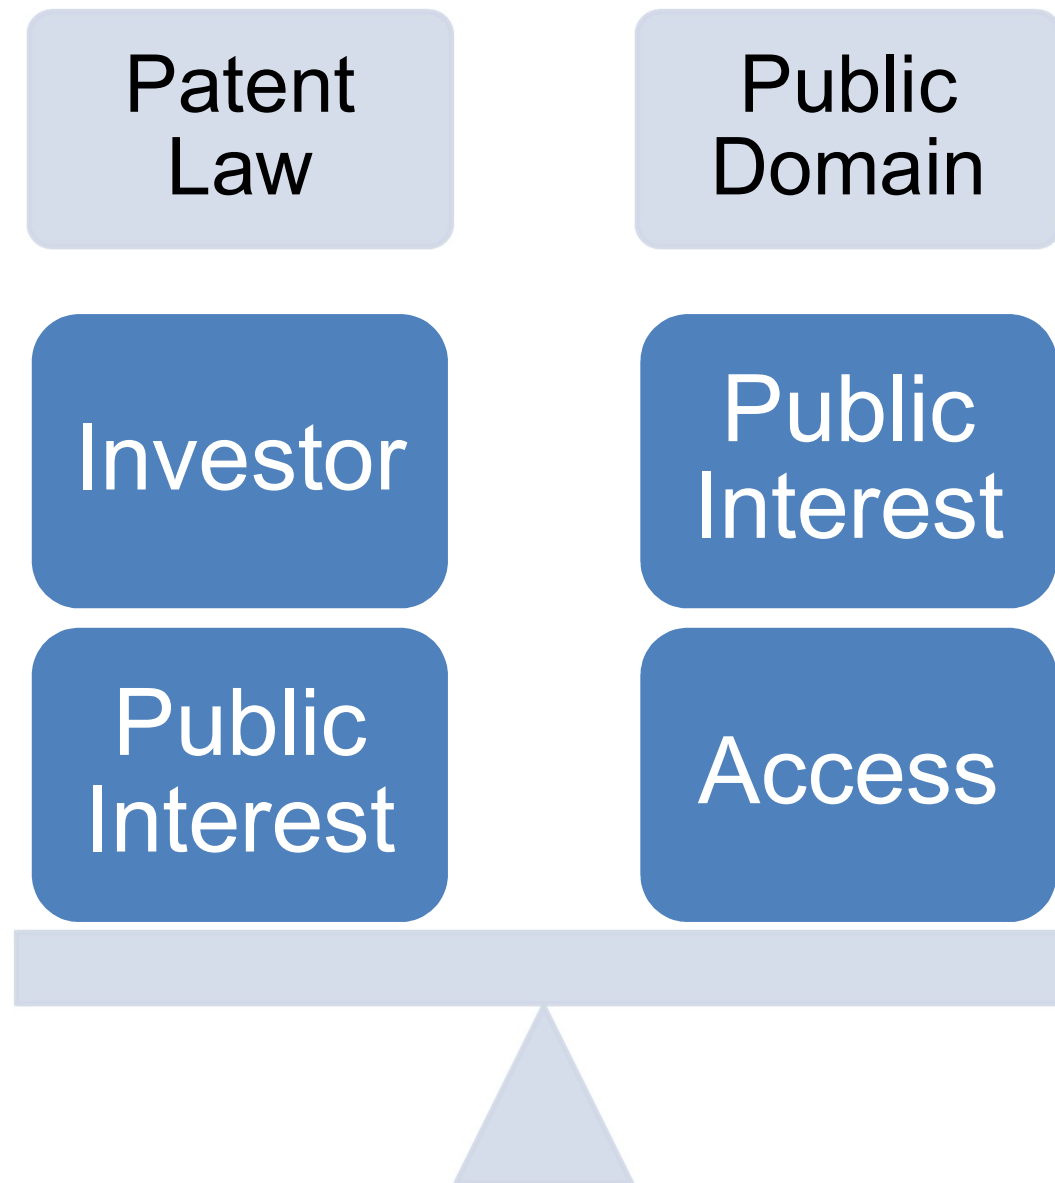 Patent
Law
Public
Domain
Investor
Public
Interest
Public
Interest
Access